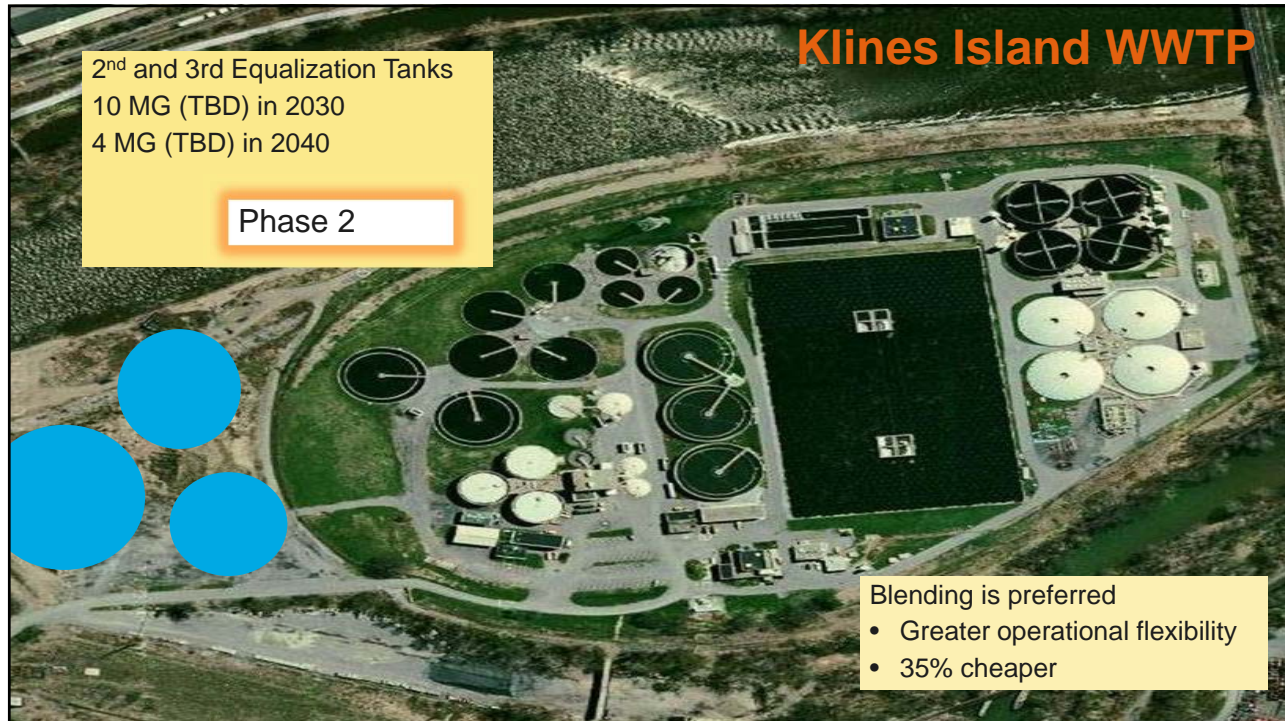 Klines Island WWTP
2nd and 3rd Equalization Tanks
10 MG (TBD) in 2030
4 MG (TBD) in 2040
Phase 2
Blending is preferred
• Greater operational flexibility
• 35% cheaper